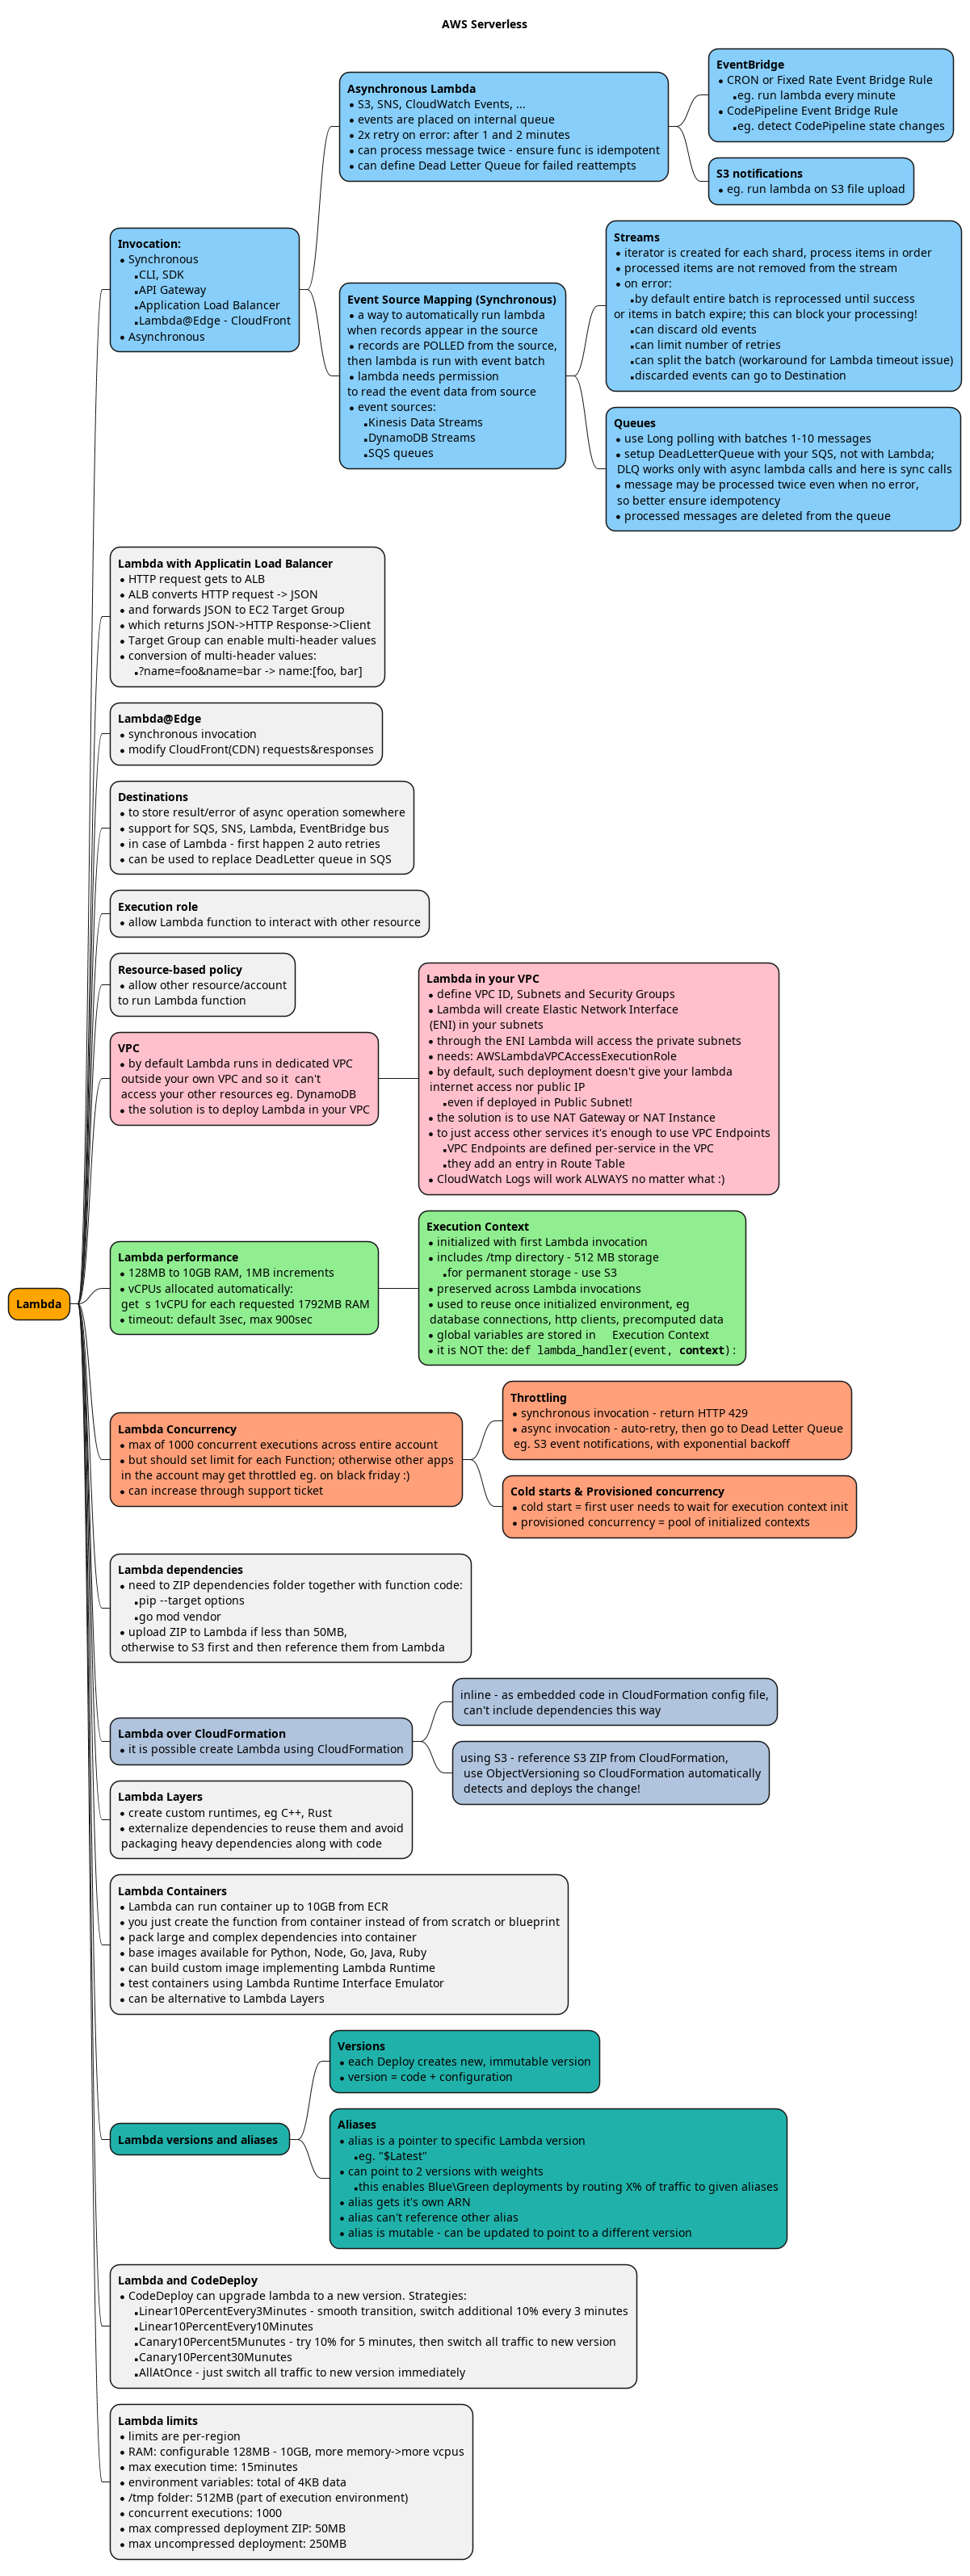 AWS Serverless
Lambda
Invocation:
• Synchronous
▪CLI, SDK
▪API Gateway
▪Application Load Balancer
▪Lambda@Edge - CloudFront
• Asynchronous
Asynchronous Lambda
• S3, SNS, CloudWatch Events, ...
• events are placed on internal queue
• 2x retry on error: after 1 and 2 minutes
• can process message twice - ensure func is idempotent
• can define Dead Letter Queue for failed reattempts
EventBridge
• CRON or Fixed Rate Event Bridge Rule
▪eg. run lambda every minute
• CodePipeline Event Bridge Rule
▪eg. detect CodePipeline state changes
S3 notifications
• eg. run lambda on S3 file upload
Event Source Mapping (Synchronous)
• a way to automatically run lambda
when records appear in the source
• records are POLLED from the source,
then lambda is run with event batch
• lambda needs permission
to read the event data from source
• event sources:
▪Kinesis Data Streams
▪DynamoDB Streams
▪SQS queues
Streams
• iterator is created for each shard, process items in order
• processed items are not removed from the stream
• on error:
▪by default entire batch is reprocessed until success
or items in batch expire; this can block your processing!
▪can discard old events
▪can limit number of retries
▪can split the batch (workaround for Lambda timeout issue)
▪discarded events can go to Destination
Queues
• use Long polling with batches 1-10 messages
• setup DeadLetterQueue with your SQS, not with Lambda;
DLQ works only with async lambda calls and here is sync calls
• message may be processed twice even when no error,
so better ensure idempotency
• processed messages are deleted from the queue
Lambda with Applicatin Load Balancer
• HTTP request gets to ALB
• ALB converts HTTP request -> JSON
• and forwards JSON to EC2 Target Group
• which returns JSON->HTTP Response->Client
• Target Group can enable multi-header values
• conversion of multi-header values:
▪?name=foo&name=bar -> name:[foo, bar]
Lambda@Edge
• synchronous invocation
• modify CloudFront(CDN) requests&responses
Destinations
• to store result/error of async operation somewhere
• support for SQS, SNS, Lambda, EventBridge bus
• in case of Lambda - first happen 2 auto retries
• can be used to replace DeadLetter queue in SQS
Execution role
• allow Lambda function to interact with other resource
Resource-based policy
• allow other resource/account
to run Lambda function
VPC
• by default Lambda runs in dedicated VPC
outside your own VPC and so it  can't
access your other resources eg. DynamoDB
• the solution is to deploy Lambda in your VPC
Lambda in your VPC
• define VPC ID, Subnets and Security Groups
• Lambda will create Elastic Network Interface
(ENI) in your subnets
• through the ENI Lambda will access the private subnets
• needs: AWSLambdaVPCAccessExecutionRole
• by default, such deployment doesn't give your lambda
internet access nor public IP
▪even if deployed in Public Subnet!
• the solution is to use NAT Gateway or NAT Instance
• to just access other services it's enough to use VPC Endpoints
▪VPC Endpoints are defined per-service in the VPC
▪they add an entry in Route Table
• CloudWatch Logs will work ALWAYS no matter what :)
Lambda performance
• 128MB to 10GB RAM, 1MB increments
• vCPUs allocated automatically:
get  s 1vCPU for each requested 1792MB RAM
• timeout: default 3sec, max 900sec
Execution Context
• initialized with first Lambda invocation
• includes /tmp directory - 512 MB storage
▪for permanent storage - use S3
• preserved across Lambda invocations
• used to reuse once initialized environment, eg
database connections, http clients, precomputed data
• global variables are stored in     Execution Context
• it is NOT the: def lambda_handler(event, context):
Lambda Concurrency
• max of 1000 concurrent executions across entire account
• but should set limit for each Function; otherwise other apps
in the account may get throttled eg. on black friday :)
• can increase through support ticket
Throttling
• synchronous invocation - return HTTP 429
• async invocation - auto-retry, then go to Dead Letter Queue
eg. S3 event notifications, with exponential backoff
Cold starts & Provisioned concurrency
• cold start = first user needs to wait for execution context init
• provisioned concurrency = pool of initialized contexts
Lambda dependencies
• need to ZIP dependencies folder together with function code:
▪pip --target options
▪go mod vendor
• upload ZIP to Lambda if less than 50MB,
otherwise to S3 first and then reference them from Lambda
Lambda over CloudFormation
• it is possible create Lambda using CloudFormation
inline - as embedded code in CloudFormation config file,
can't include dependencies this way
using S3 - reference S3 ZIP from CloudFormation,
use ObjectVersioning so CloudFormation automatically
detects and deploys the change!
Lambda Layers
• create custom runtimes, eg C++, Rust
• externalize dependencies to reuse them and avoid
packaging heavy dependencies along with code
Lambda Containers
• Lambda can run container up to 10GB from ECR
• you just create the function from container instead of from scratch or blueprint
• pack large and complex dependencies into container
• base images available for Python, Node, Go, Java, Ruby
• can build custom image implementing Lambda Runtime
• test containers using Lambda Runtime Interface Emulator
• can be alternative to Lambda Layers
Lambda versions and aliases
Versions
• each Deploy creates new, immutable version
• version = code + configuration
Aliases
• alias is a pointer to specific Lambda version
▪eg. "$Latest"
• can point to 2 versions with weights
▪this enables Blue\Green deployments by routing X% of traffic to given aliases
• alias gets it's own ARN
• alias can't reference other alias
• alias is mutable - can be updated to point to a different version
Lambda and CodeDeploy
• CodeDeploy can upgrade lambda to a new version. Strategies:
▪Linear10PercentEvery3Minutes - smooth transition, switch additional 10% every 3 minutes
▪Linear10PercentEvery10Minutes
▪Canary10Percent5Munutes - try 10% for 5 minutes, then switch all traffic to new version
▪Canary10Percent30Munutes
▪AllAtOnce - just switch all traffic to new version immediately
Lambda limits
• limits are per-region
• RAM: configurable 128MB - 10GB, more memory->more vcpus
• max execution time: 15minutes
• environment variables: total of 4KB data
• /tmp folder: 512MB (part of execution environment)
• concurrent executions: 1000
• max compressed deployment ZIP: 50MB
• max uncompressed deployment: 250MB